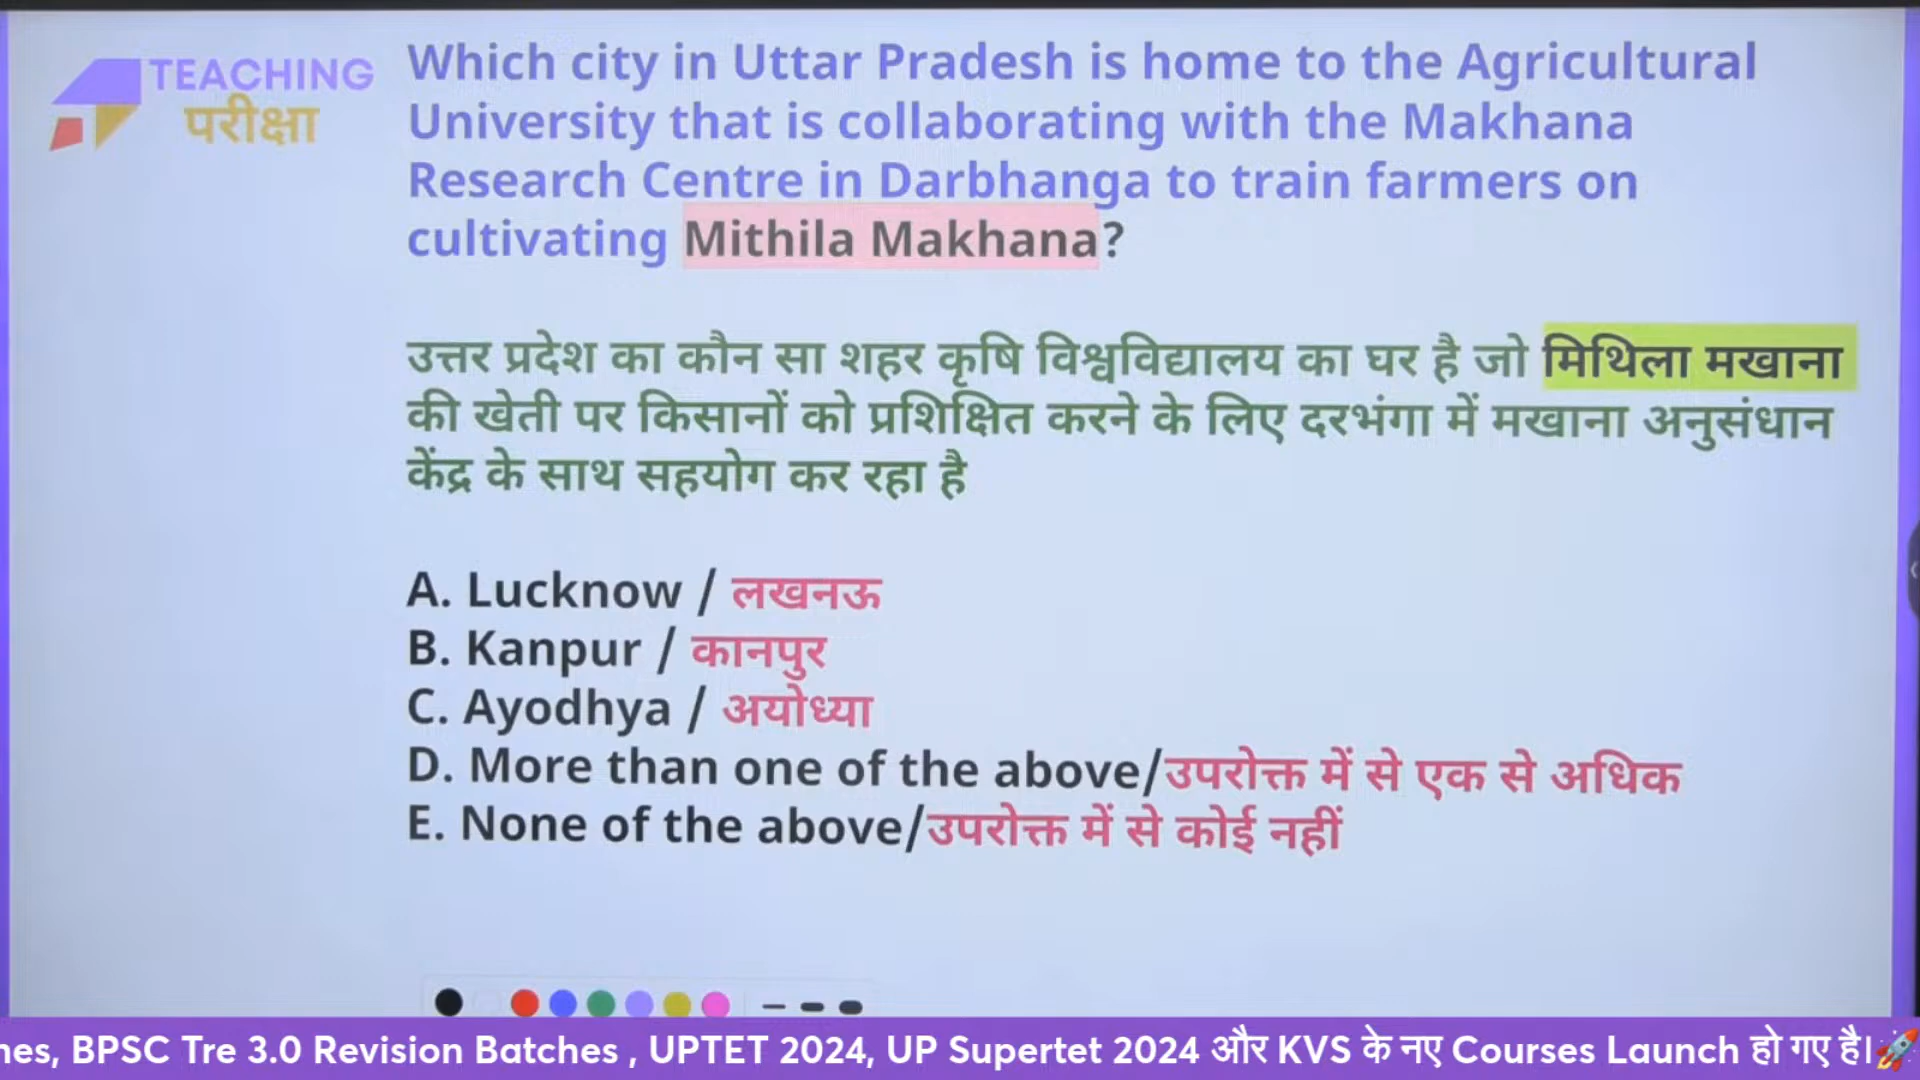 TEACHING
परीक्षा
Which city in Uttar Pradesh is home to the Agricultural
University that is collaborating with the Makhana
Research Centre in Darbhanga to train farmers on
cultivating Mithila Makhana?
उत्तर प्रदेश का कौन सा शहर कृषि विश्वविद्यालय का घर है जो मिथिला मखाना
की खेती पर किसानों को प्रशिक्षित करने के लिए दरभंगा में मखाना अनुसंधान
केंद्र के साथ सहयोग कर रहा है
A. Lucknow / लखनऊ
B. Kanpur / कानपुर
C. Ayodhya / अयोध्या
D. More than one of the above/उपरोक्त में से एक से अधिक
E. None of the above/उपरोक्त में से कोई नहीं
BPSC Tre 3.0 Revision Batches , UPTET 2024, UP Supertet 2024 और KVS के नए Courses Launch हो गए है।🚀